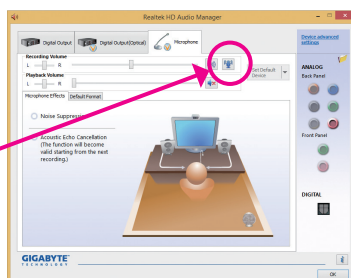 Realtek HD Audio Manager
Digital Output
Digital Output(Optical)
Microphone
Device advanced
settings
Recording Volume
L
R
Set Default
Device
Playback Volume
L
R
Microphone Effects
Default Format
Noise Suppression
Acoustic Echo Cancellation
(The function will become
valid starting from the next
recording.)
ANALOG
Back Panel
Front Panel
DIGITAL
GIGABYTE
TECHNOLOGY
OK